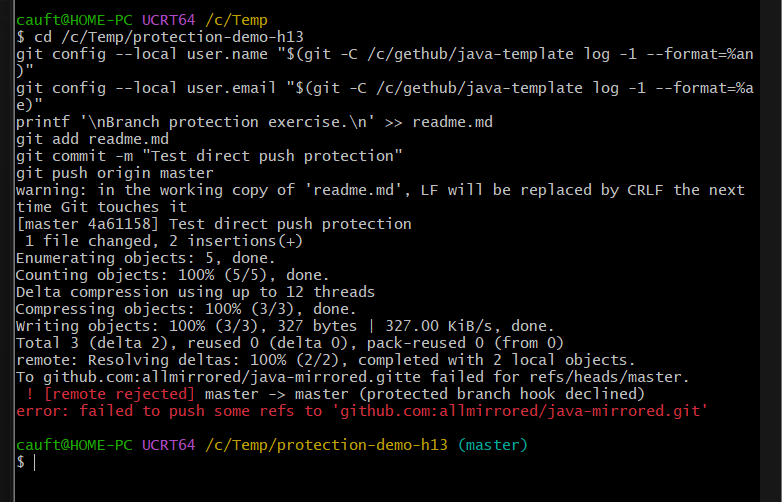 cauft@HOME-PC UCRT64 /c/Temp
$ cd /c/Temp/protection-demo-h13
git config --local user.name "$(git -C /c/gethub/java-template log -1 --format=%an
)"
git config --local user.email "$(git -C /c/gethub/java-template log -1 --format=%a
e)"
printf '\nBranch protection exercise.\n' >> readme.md
git add readme.md
git commit -m "Test direct push protection"
git push origin master
warning: in the working copy of 'readme.md', LF will be replaced by CRLF the next
time Git touches it
[master 4a61158] Test direct push protection
 1 file changed, 2 insertions(+)
Enumerating objects: 5, done.
Counting objects: 100% (5/5), done.
Delta compression using up to 12 threads
Compressing objects: 100% (3/3), done.
Writing objects: 100% (3/3), 327 bytes | 327.00 KiB/s, done.
Total 3 (delta 2), reused 0 (delta 0), pack-reused 0 (from 0)
remote: Resolving deltas: 100% (2/2), completed with 2 local objects.
To github.com:allmirrored/java-mirrored.gitte failed for refs/heads/master.
 ! [remote rejected] master -> master (protected branch hook declined)
error: failed to push some refs to 'github.com:allmirrored/java-mirrored.git'
cauft@HOME-PC UCRT64 /c/Temp/protection-demo-h13 (master)
$